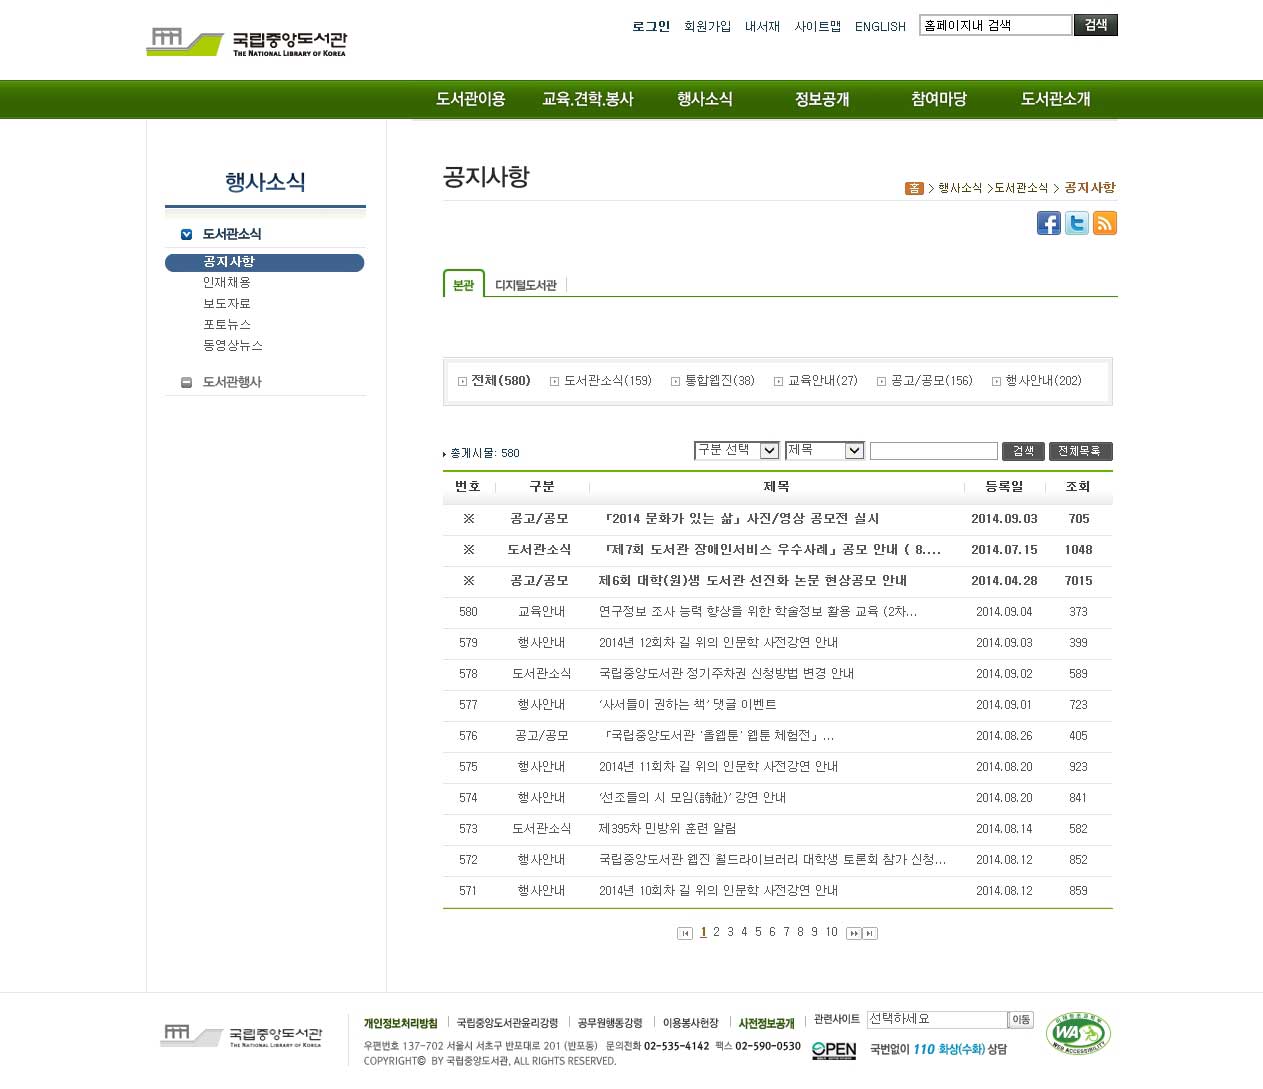 로그인 회원가입 내서재 사이트맵 ENGLISH 홈페이지내 검색 검색
국립중앙도서관
THE NATIONAL LIBRARY OF KOREA
도서관이용 교육.견학.봉사 행사소식 정보공개 참여마당 도서관소개
행사소식
도서관소식
공지사항
인재채용
보도자료
포토뉴스
동영상뉴스
도서관행사
공지사항
홈 > 행사소식 >도서관소식 > 공지사항
본관 디지털도서관
전체(580) 도서관소식(159) 통합웹진(38) 교육안내(27) 공고/공모(156) 행사안내(202)
총게시물: 580 구분 선택 제목 검색 전체목록
번호 구분 제목 등록일 조회
※ 공고/공모 「2014 문화가 있는 삶」사진/영상 공모전 실시 2014.09.03 705
※ 도서관소식 「제7회 도서관 장애인서비스 우수사례」공모 안내 ( 8.... 2014.07.15 1048
※ 공고/공모 제6회 대학(원)생 도서관 선진화 논문 현상공모 안내 2014.04.28 7015
580 교육안내 연구정보 조사 능력 향상을 위한 학술정보 활용 교육 (2차... 2014.09.04 373
579 행사안내 2014년 12회차 길 위의 인문학 사전강연 안내 2014.09.03 399
578 도서관소식 국립중앙도서관 정기주차권 신청방법 변경 안내 2014.09.02 589
577 행사안내 ‘사서들이 권하는 책’ 댓글 이벤트 2014.09.01 723
576 공고/공모 「국립중앙도서관 '올웹툰' 웹툰 체험전」... 2014.08.26 405
575 행사안내 2014년 11회차 길 위의 인문학 사전강연 안내 2014.08.20 923
574 행사안내 ‘선조들의 시 모임(詩社)’ 강연 안내 2014.08.20 841
573 도서관소식 제395차 민방위 훈련 알림 2014.08.14 582
572 행사안내 국립중앙도서관 웹진 월드라이브러리 대학생 토론회 참가 신청... 2014.08.12 852
571 행사안내 2014년 10회차 길 위의 인문학 사전강연 안내 2014.08.12 859
1 2 3 4 5 6 7 8 9 10
국립중앙도서관
THE NATIONAL LIBRARY OF KOREA
개인정보처리방침 국립중앙도서관윤리강령 공무원행동강령 이용봉사헌장 사전정보공개 관련사이트 선택하세요 이동
우편번호 137-702 서울시 서초구 반포대로 201 (반포동) 문의전화 02-535-4142 팩스 02-590-0530 OPEN 국번없이 110 화상(수화) 상담
COPYRIGHT© BY 국립중앙도서관, ALL RIGHTS RESERVED.
WA
WEB ACCESSIBILITY